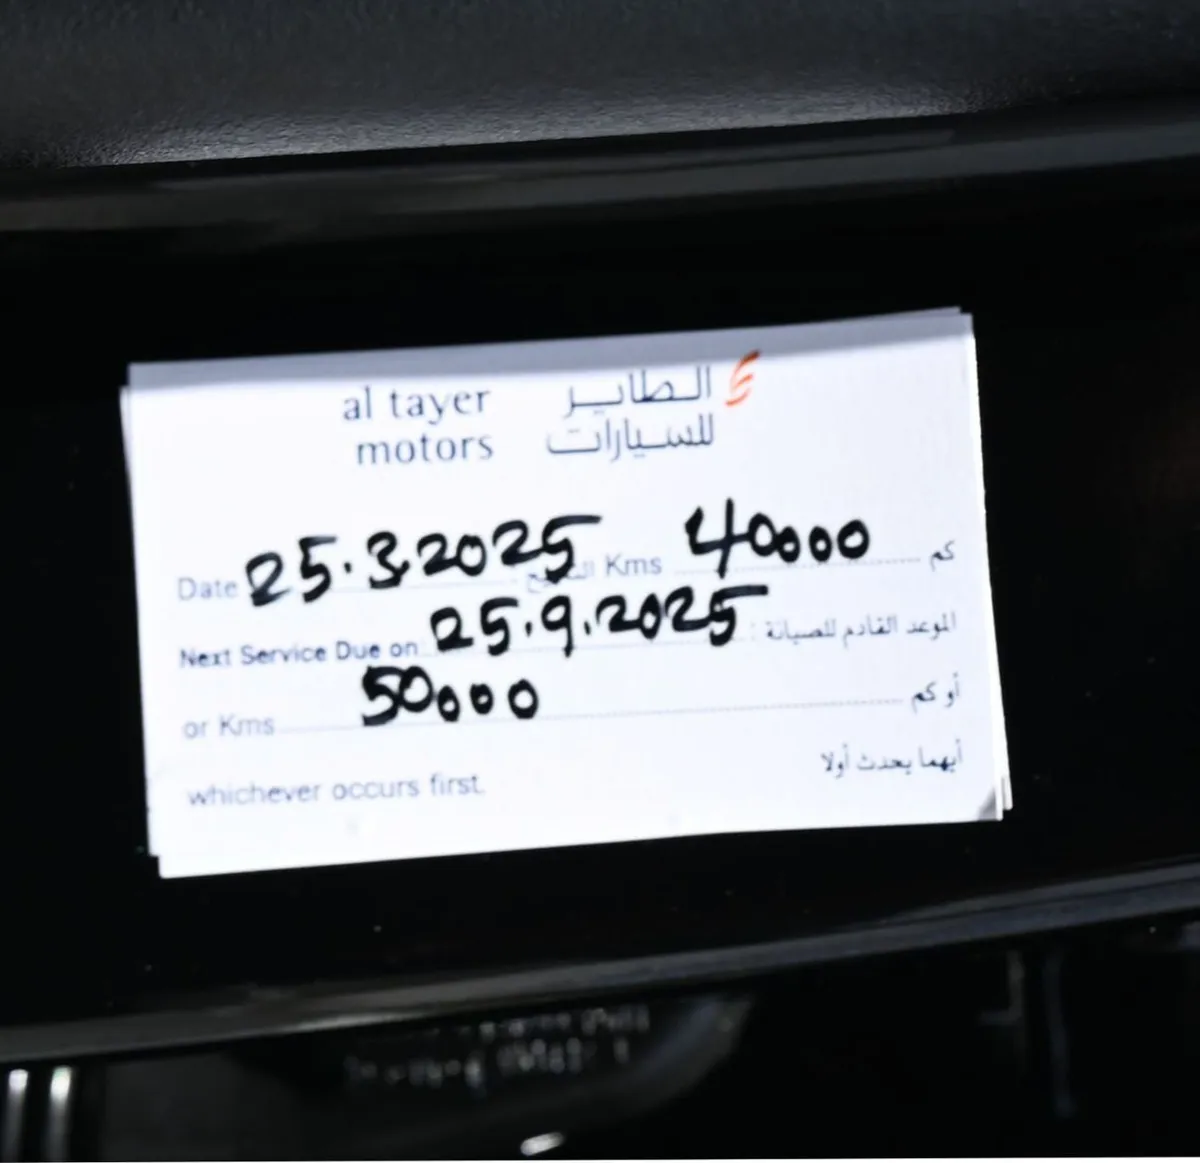 al tayer الطاير
motors للسيارات
Date 25.3.2025 Kms 40000 كم
Next Service Due on 25.9.2025 : الموعد القادم للصيانة
or Kms 50000 أو كم
whichever occurs first. أيهما يحدث أولا